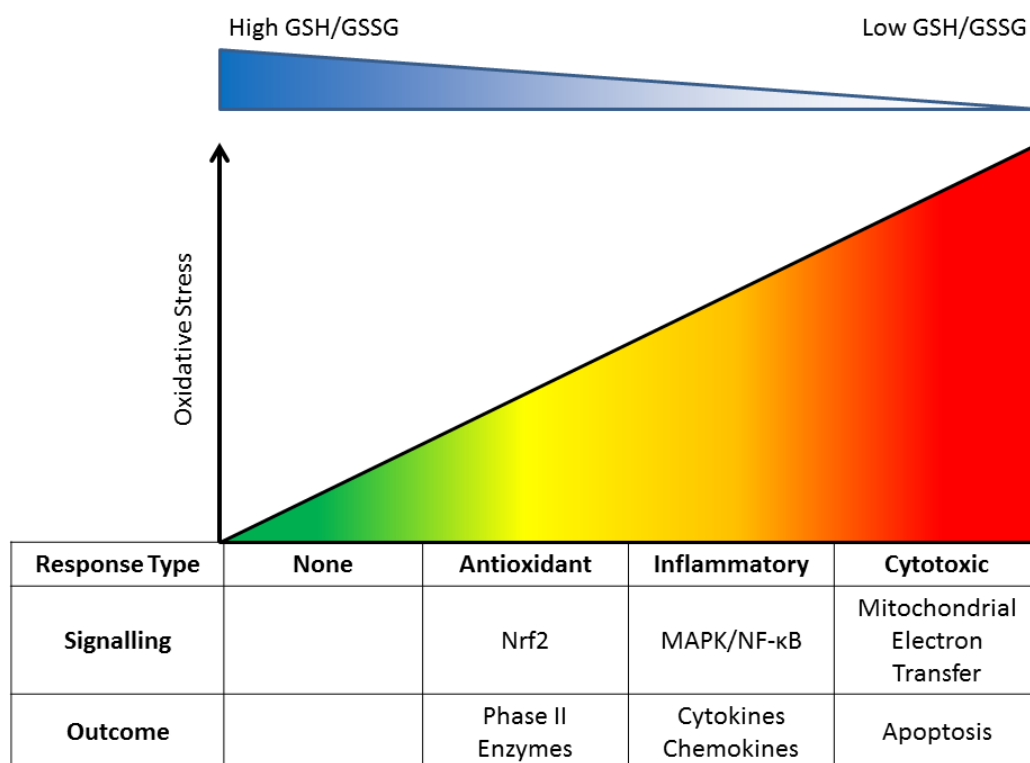 High GSH/GSSG
Low GSH/GSSG
Oxidative Stress
Response Type
None
Antioxidant
Inflammatory
Cytotoxic
Signalling
Nrf2
MAPK/NF-κB
Mitochondrial
Electron
Transfer
Outcome
Phase II
Enzymes
Cytokines
Chemokines
Apoptosis